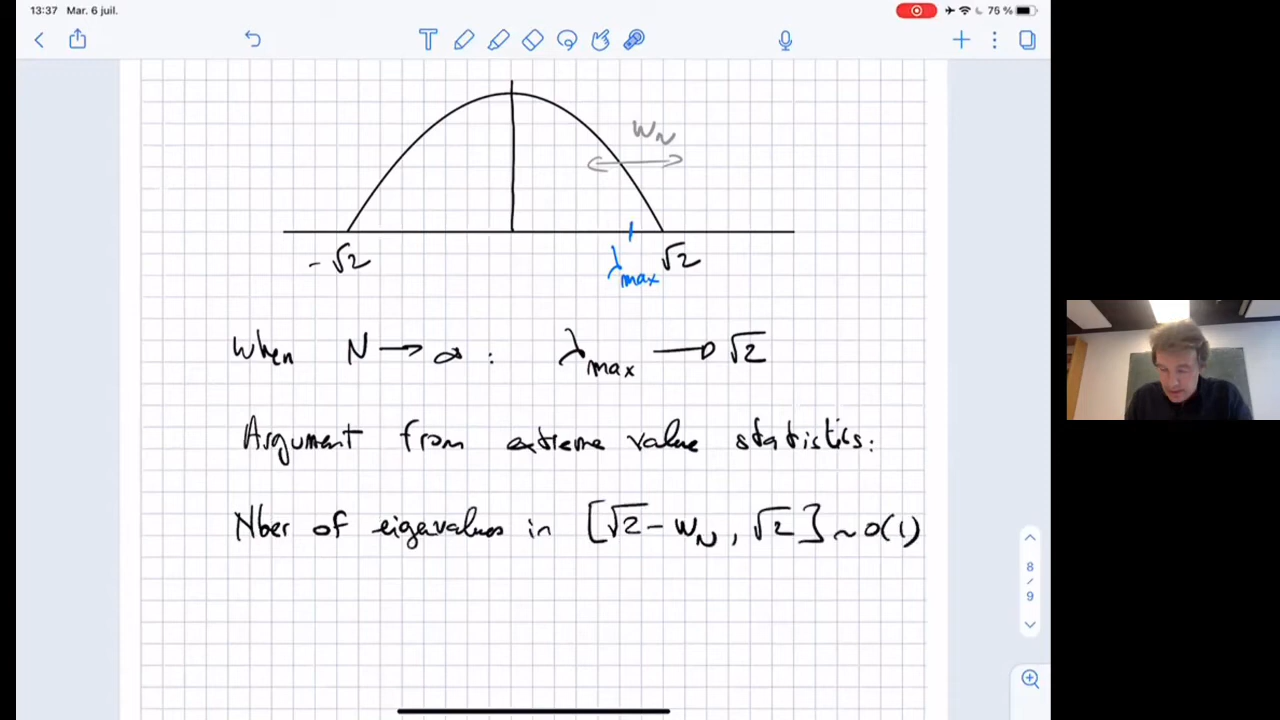 13:37 Mar. 6 juil.
75 %
W_N
-√2
λ_max
√2
When N → ∞ : λ_max → √2
Argument from extreme value statistics:
Nber of eigevalues in [√2 - W_N, √2] ~ O(1)
8
/
9